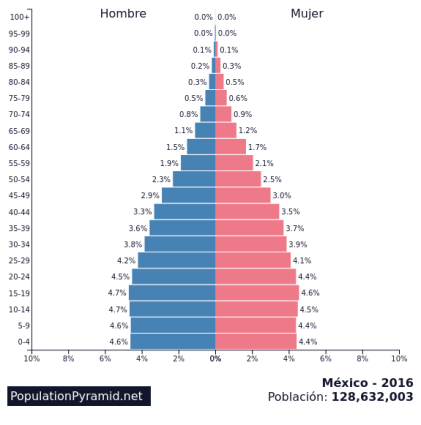 Hombre Mujer
100+ 0.0% 0.0%
95-99 0.0% 0.0%
90-94 0.1% 0.1%
85-89 0.2% 0.3%
80-84 0.3% 0.5%
75-79 0.5% 0.6%
70-74 0.8% 0.9%
65-69 1.1% 1.2%
60-64 1.5% 1.7%
55-59 1.9% 2.1%
50-54 2.3% 2.5%
45-49 2.9% 3.0%
40-44 3.3% 3.5%
35-39 3.6% 3.7%
30-34 3.8% 3.9%
25-29 4.2% 4.1%
20-24 4.5% 4.4%
15-19 4.7% 4.6%
10-14 4.7% 4.5%
5-9 4.6% 4.4%
0-4 4.6% 4.4%
10% 8% 6% 4% 2% 0% 2% 4% 6% 8% 10%
México - 2016
PopulationPyramid.net Población: 128,632,003